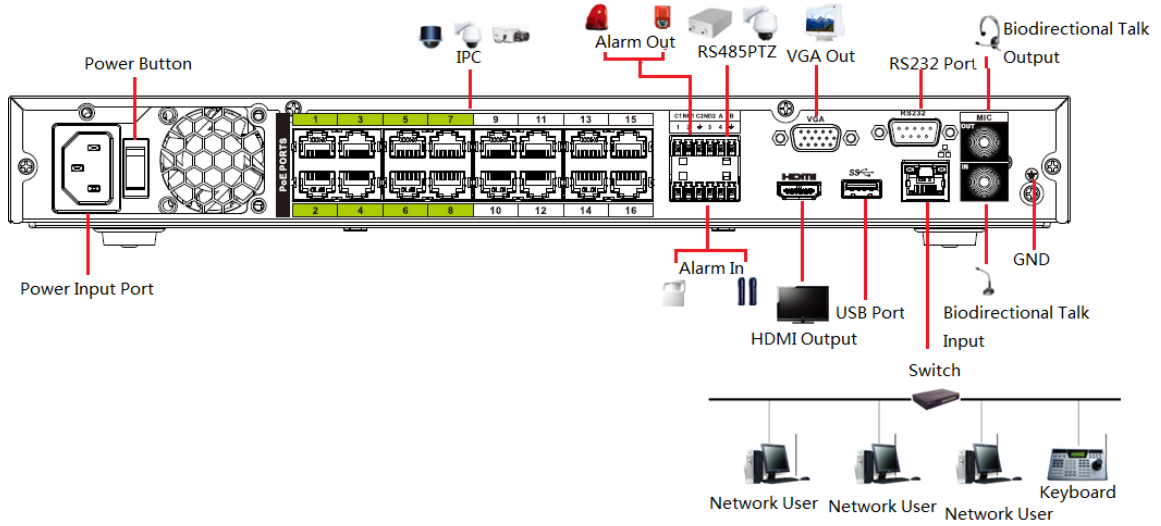 IPC
Alarm Out
RS485PTZ
VGA Out
RS232 Port
Biodirectional Talk
Output
Power Button
PoE PORTS
1 3 5 7 9 11 13 15
2 4 6 8 10 12 14 16
VGA
RS232
MIC
OUT
IN
HDMI
SS
Power Input Port
Alarm In
HDMI Output
USB Port
Switch
Biodirectional Talk
Input
GND
Network User
Network User
Network User
Keyboard